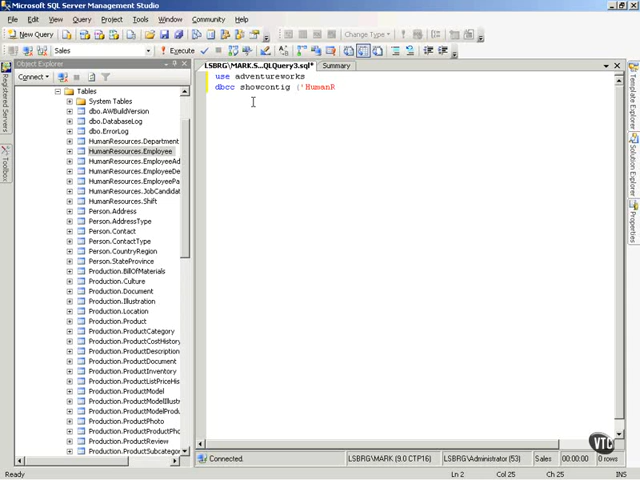 Microsoft SQL Server Management Studio
File Edit View Query Project Tools Window Community Help
New Query Change Type
Sales Execute
Object Explorer
Connect
Registered Servers
Toolbox
Tables
System Tables
dbo.AWBuildVersion
dbo.DatabaseLog
dbo.ErrorLog
HumanResources.Department
HumanResources.Employee
HumanResources.EmployeeAd
HumanResources.EmployeeDe
HumanResources.EmployeePa
HumanResources.JobCandidat
HumanResources.Shift
Person.Address
Person.AddressType
Person.Contact
Person.ContactType
Person.CountryRegion
Person.StateProvince
Production.BillOfMaterials
Production.Culture
Production.Document
Production.Illustration
Production.Location
Production.Product
Production.ProductCategory
Production.ProductCostHistory
Production.ProductDescription
Production.ProductDocument
Production.ProductInventory
Production.ProductListPriceHis
Production.ProductModel
Production.ProductModelIllustr
Production.ProductModelProdu
Production.ProductPhoto
Production.ProductProductPho
Production.ProductReview
Production.ProductSubcategor
LSBRG\MARK.S...QLQuery3.sql* Summary
use adventureworks
dbcc showcontig ('HumanR
Template Explorer
Solution Explorer
Properties
VTC
Connected. LSBRG\MARK (9.0 CTP16) LSBRG\Administrator (53) Sales 00:00:00 0 rows
Ready Ln 2 Col 25 Ch 25 INS